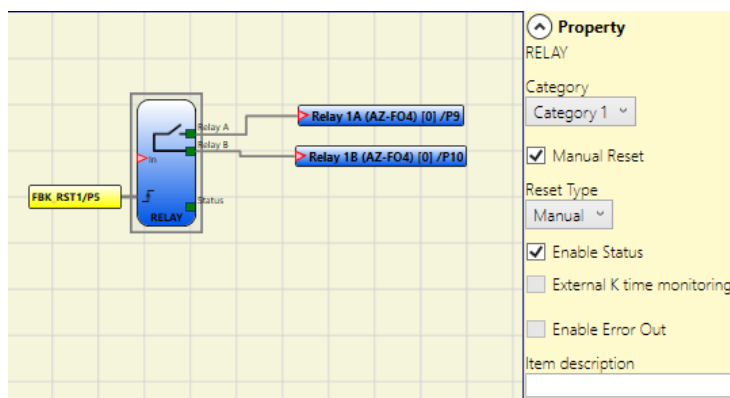 Property
RELAY
Category
Category 1
Manual Reset
Reset Type
Manual
Enable Status
External K time monitoring
Enable Error Out
Item description
Relay A
Relay B
In
Status
RELAY
FBK_RST1/P5
Relay 1A (AZ-FO4) [0] /P9
Relay 1B (AZ-FO4) [0] /P10